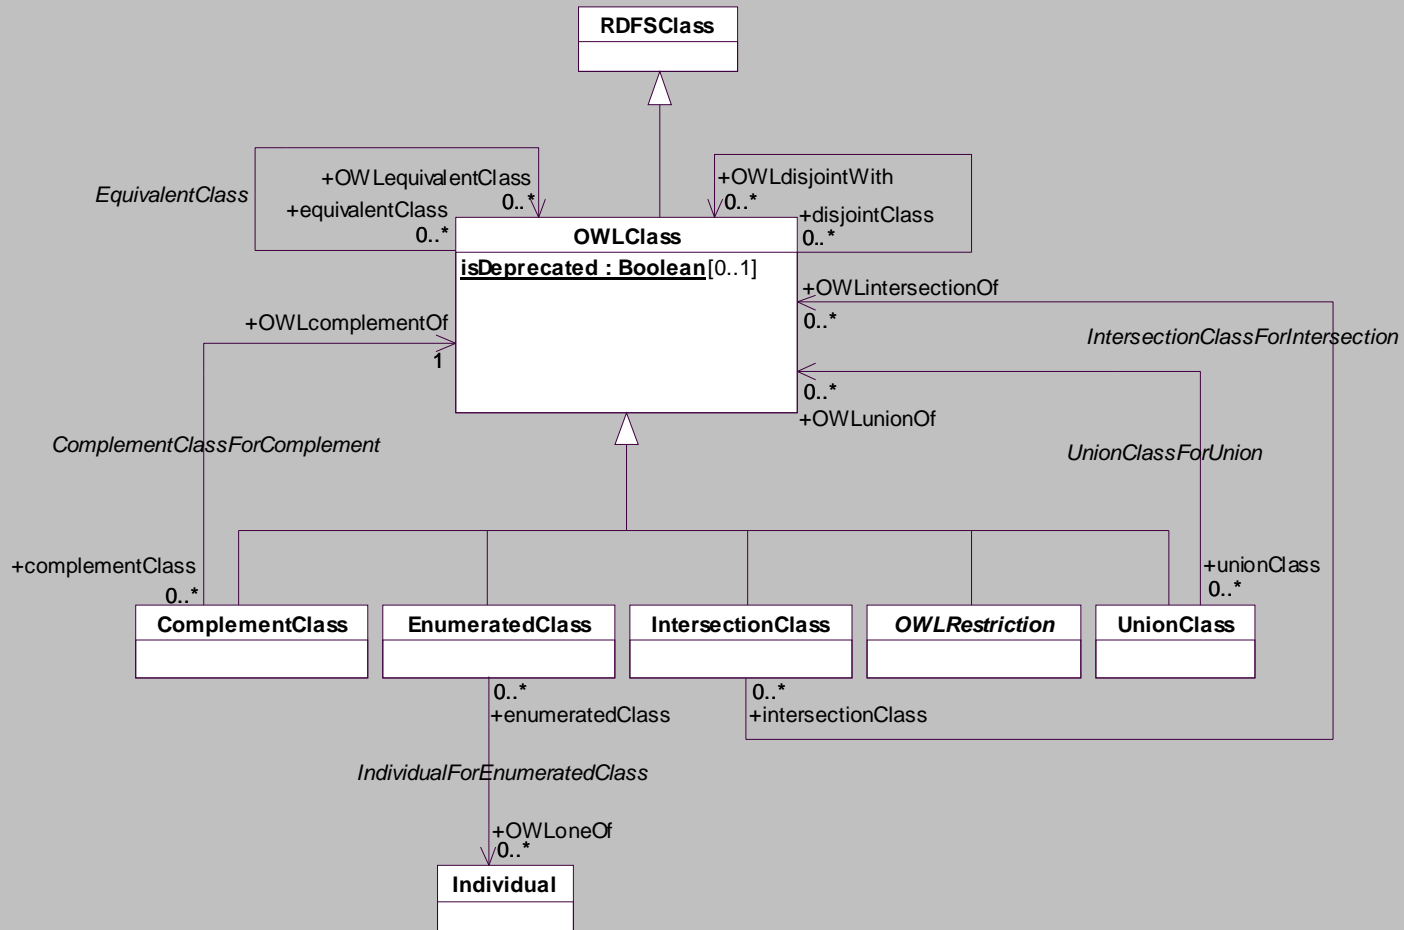 RDFSClass
+OWLequivalentClass
0..*
+OWLdisjointWith
0..*
EquivalentClass
+equivalentClass
0..*
+disjointClass
0..*
OWLClass
isDeprecated : Boolean[0..1]
+OWLintersectionOf
0..*
+OWLcomplementOf
1
IntersectionClassForIntersection
0..*
+OWLunionOf
ComplementClassForComplement
UnionClassForUnion
+complementClass
0..*
+unionClass
0..*
ComplementClass
EnumeratedClass
IntersectionClass
OWLRestriction
UnionClass
0..*
+enumeratedClass
0..*
+intersectionClass
IndividualForEnumeratedClass
+OWLoneOf
0..*
Individual